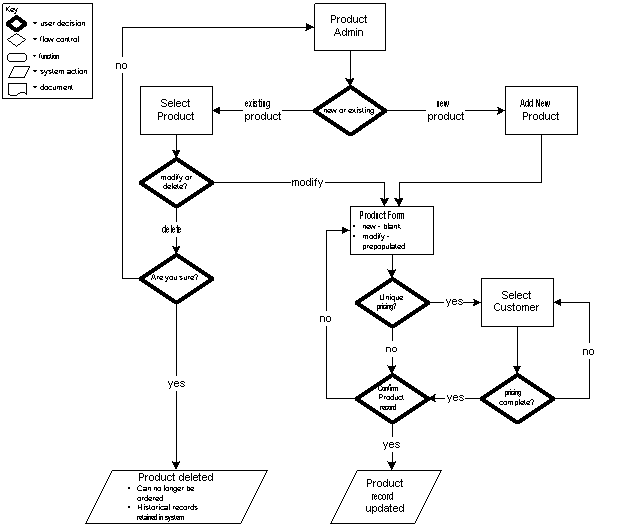 Key
= user decision
= flow control
= function
= system action
= document
Product
Admin
no
Select
Product
existing
product
new or existing
new
product
Add New
Product
modify or
delete?
modify
delete
Product Form
• new - blank
• modify -
prepopulated
Are you sure?
Unique
pricing?
yes
Select
Customer
no
no
no
yes
Confirm
Product
record
yes
pricing
complete?
yes
Product deleted
• Can no longer be
ordered
• Historical records
retained in system
Product
record
updated